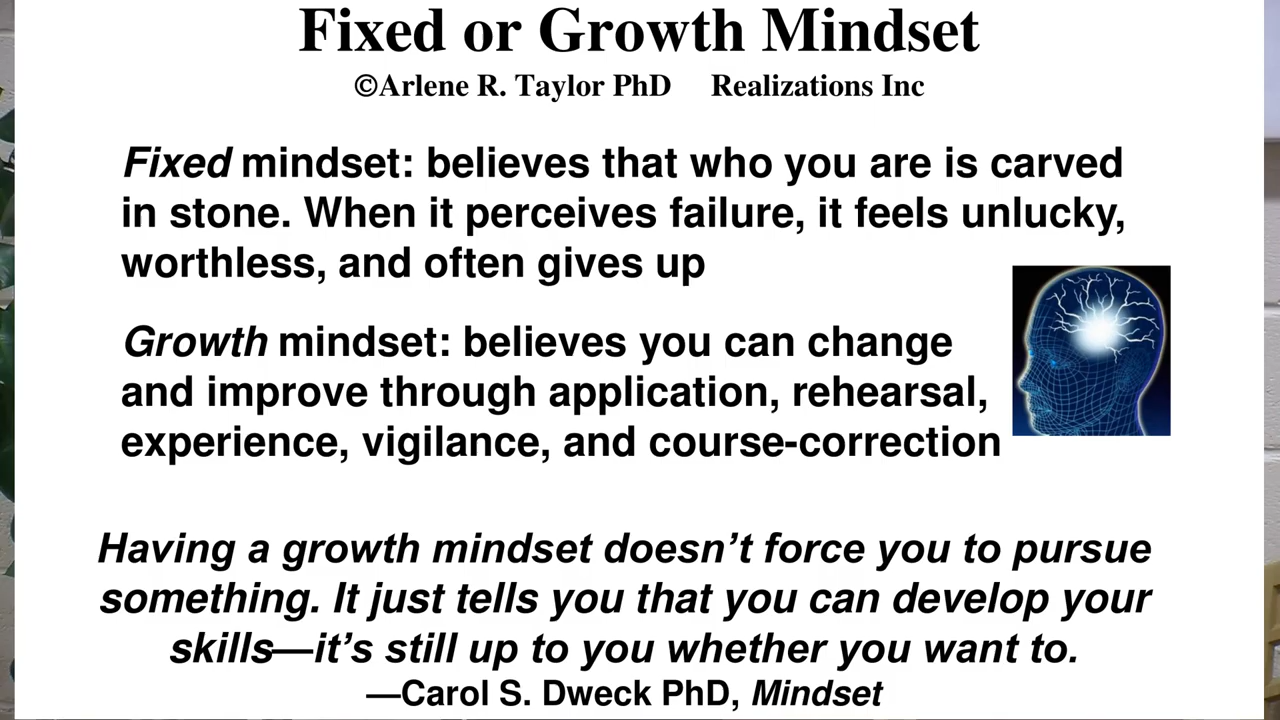 Fixed or Growth Mindset
©Arlene R. Taylor PhD Realizations Inc
Fixed mindset: believes that who you are is carved
in stone. When it perceives failure, it feels unlucky,
worthless, and often gives up
Growth mindset: believes you can change
and improve through application, rehearsal,
experience, vigilance, and course-correction
Having a growth mindset doesn’t force you to pursue
something. It just tells you that you can develop your
skills—it’s still up to you whether you want to.
—Carol S. Dweck PhD, Mindset